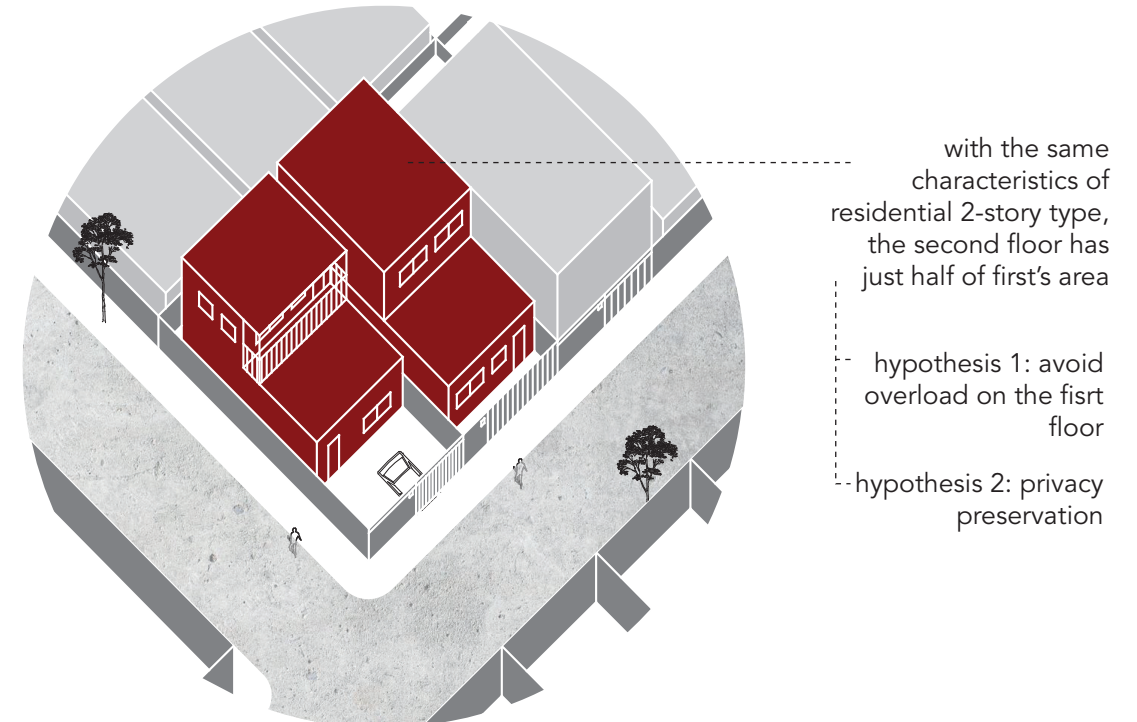 with the same
characteristics of
residential 2-story type,
the second floor has
just half of first's area
hypothesis 1: avoid
overload on the fisrt
floor
hypothesis 2: privacy
preservation